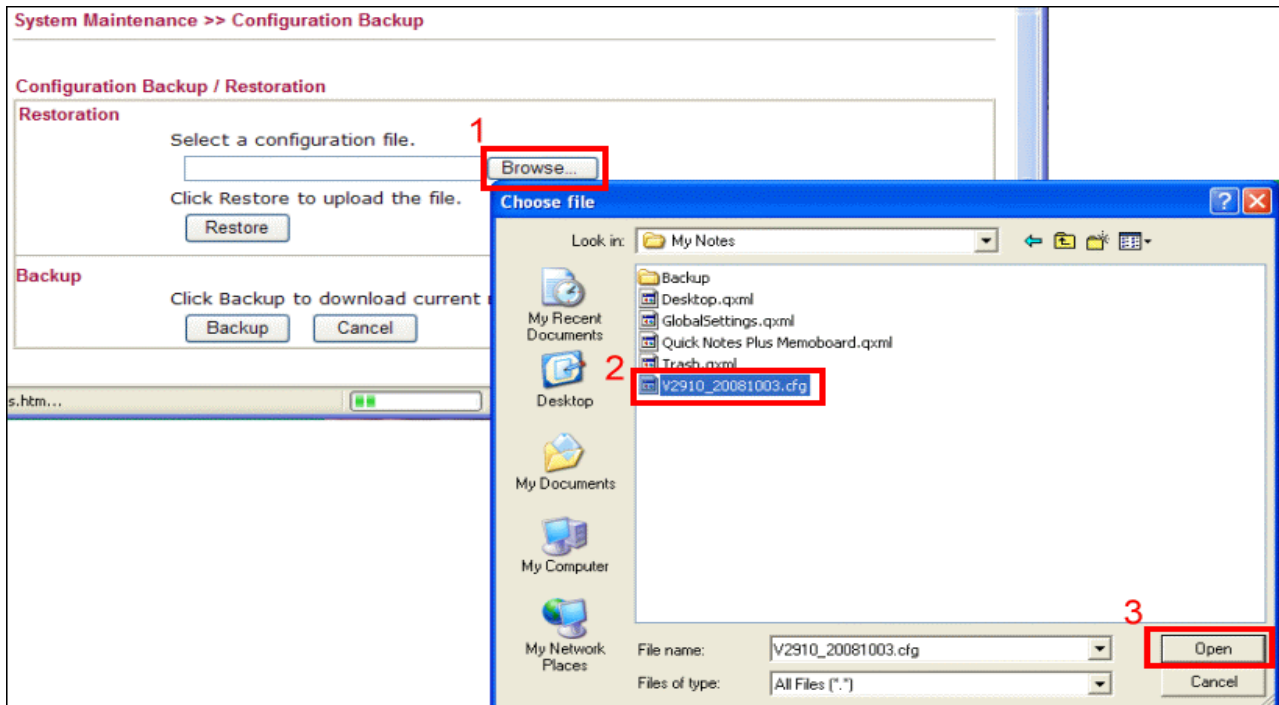 System Maintenance >> Configuration Backup
Configuration Backup / Restoration
Restoration
Select a configuration file.
1
Browse...
Click Restore to upload the file.
Restore
Backup
Click Backup to download current
Backup
Cancel
s.htm...
Choose file
Look in:
My Notes
My Recent
Documents
Desktop
My Documents
My Computer
My Network
Places
Backup
Desktop.qxml
GlobalSettings.qxml
Quick Notes Plus Memoboard.qxml
Trash.qxml
2
V2910_20081003.cfg
3
File name:
V2910_20081003.cfg
Open
Files of type:
All Files (*.*)
Cancel